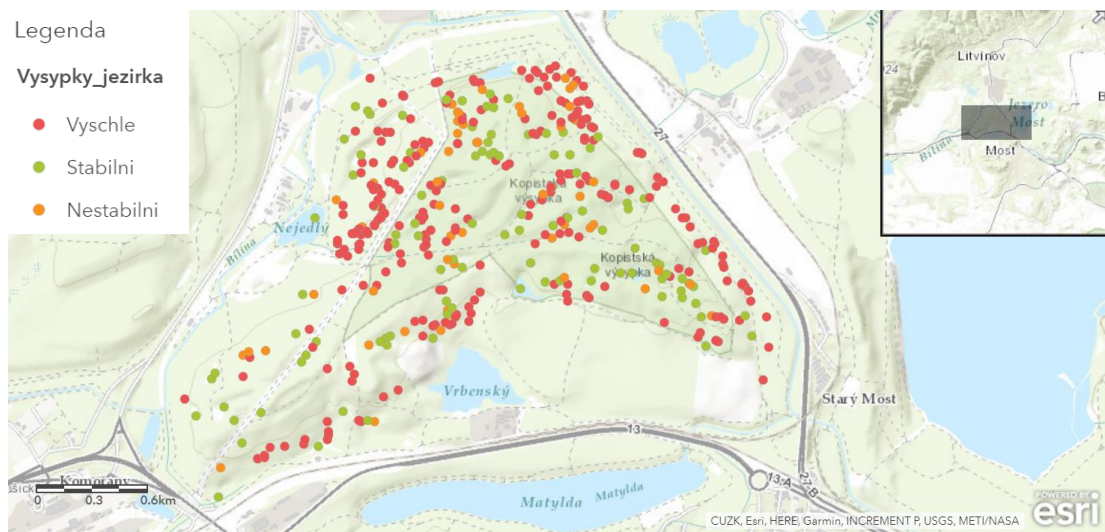 Legenda
Vysypky_jezirka
Vyschle
Stabilni
Nestabilni
Litvínov
Jezero
Most
Bílina
Most
27
Kopistská
výsypka
Nejedlý
Bílina
Kopistská
výsypka
Vrbenský
Starý Most
13
Komořany
27 B
13:A
0 0.3 0.6km
Matylda Matylda
CUZK, Esri, HERE, Garmin, INCREMENT P, USGS, METI/NASA
POWERED BY
esri